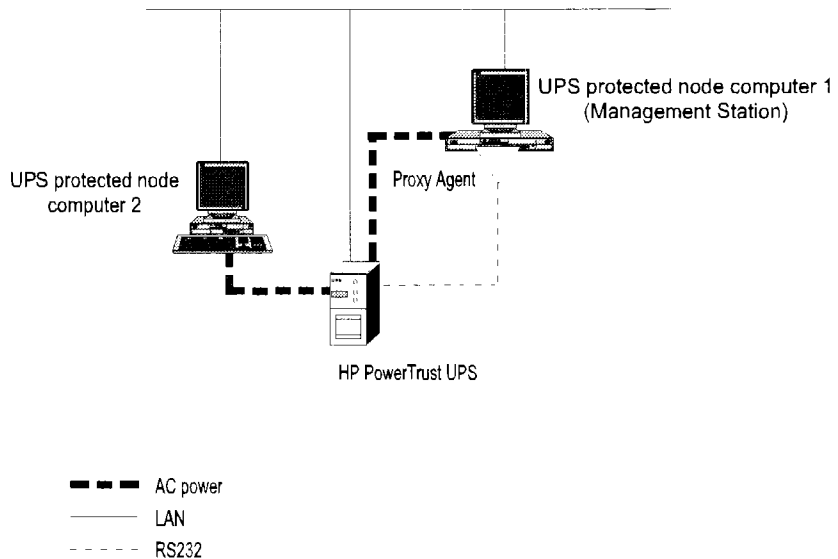 UPS protected node computer 1
(Management Station)
Proxy Agent
UPS protected node
computer 2
HP PowerTrust UPS
AC power
LAN
RS232